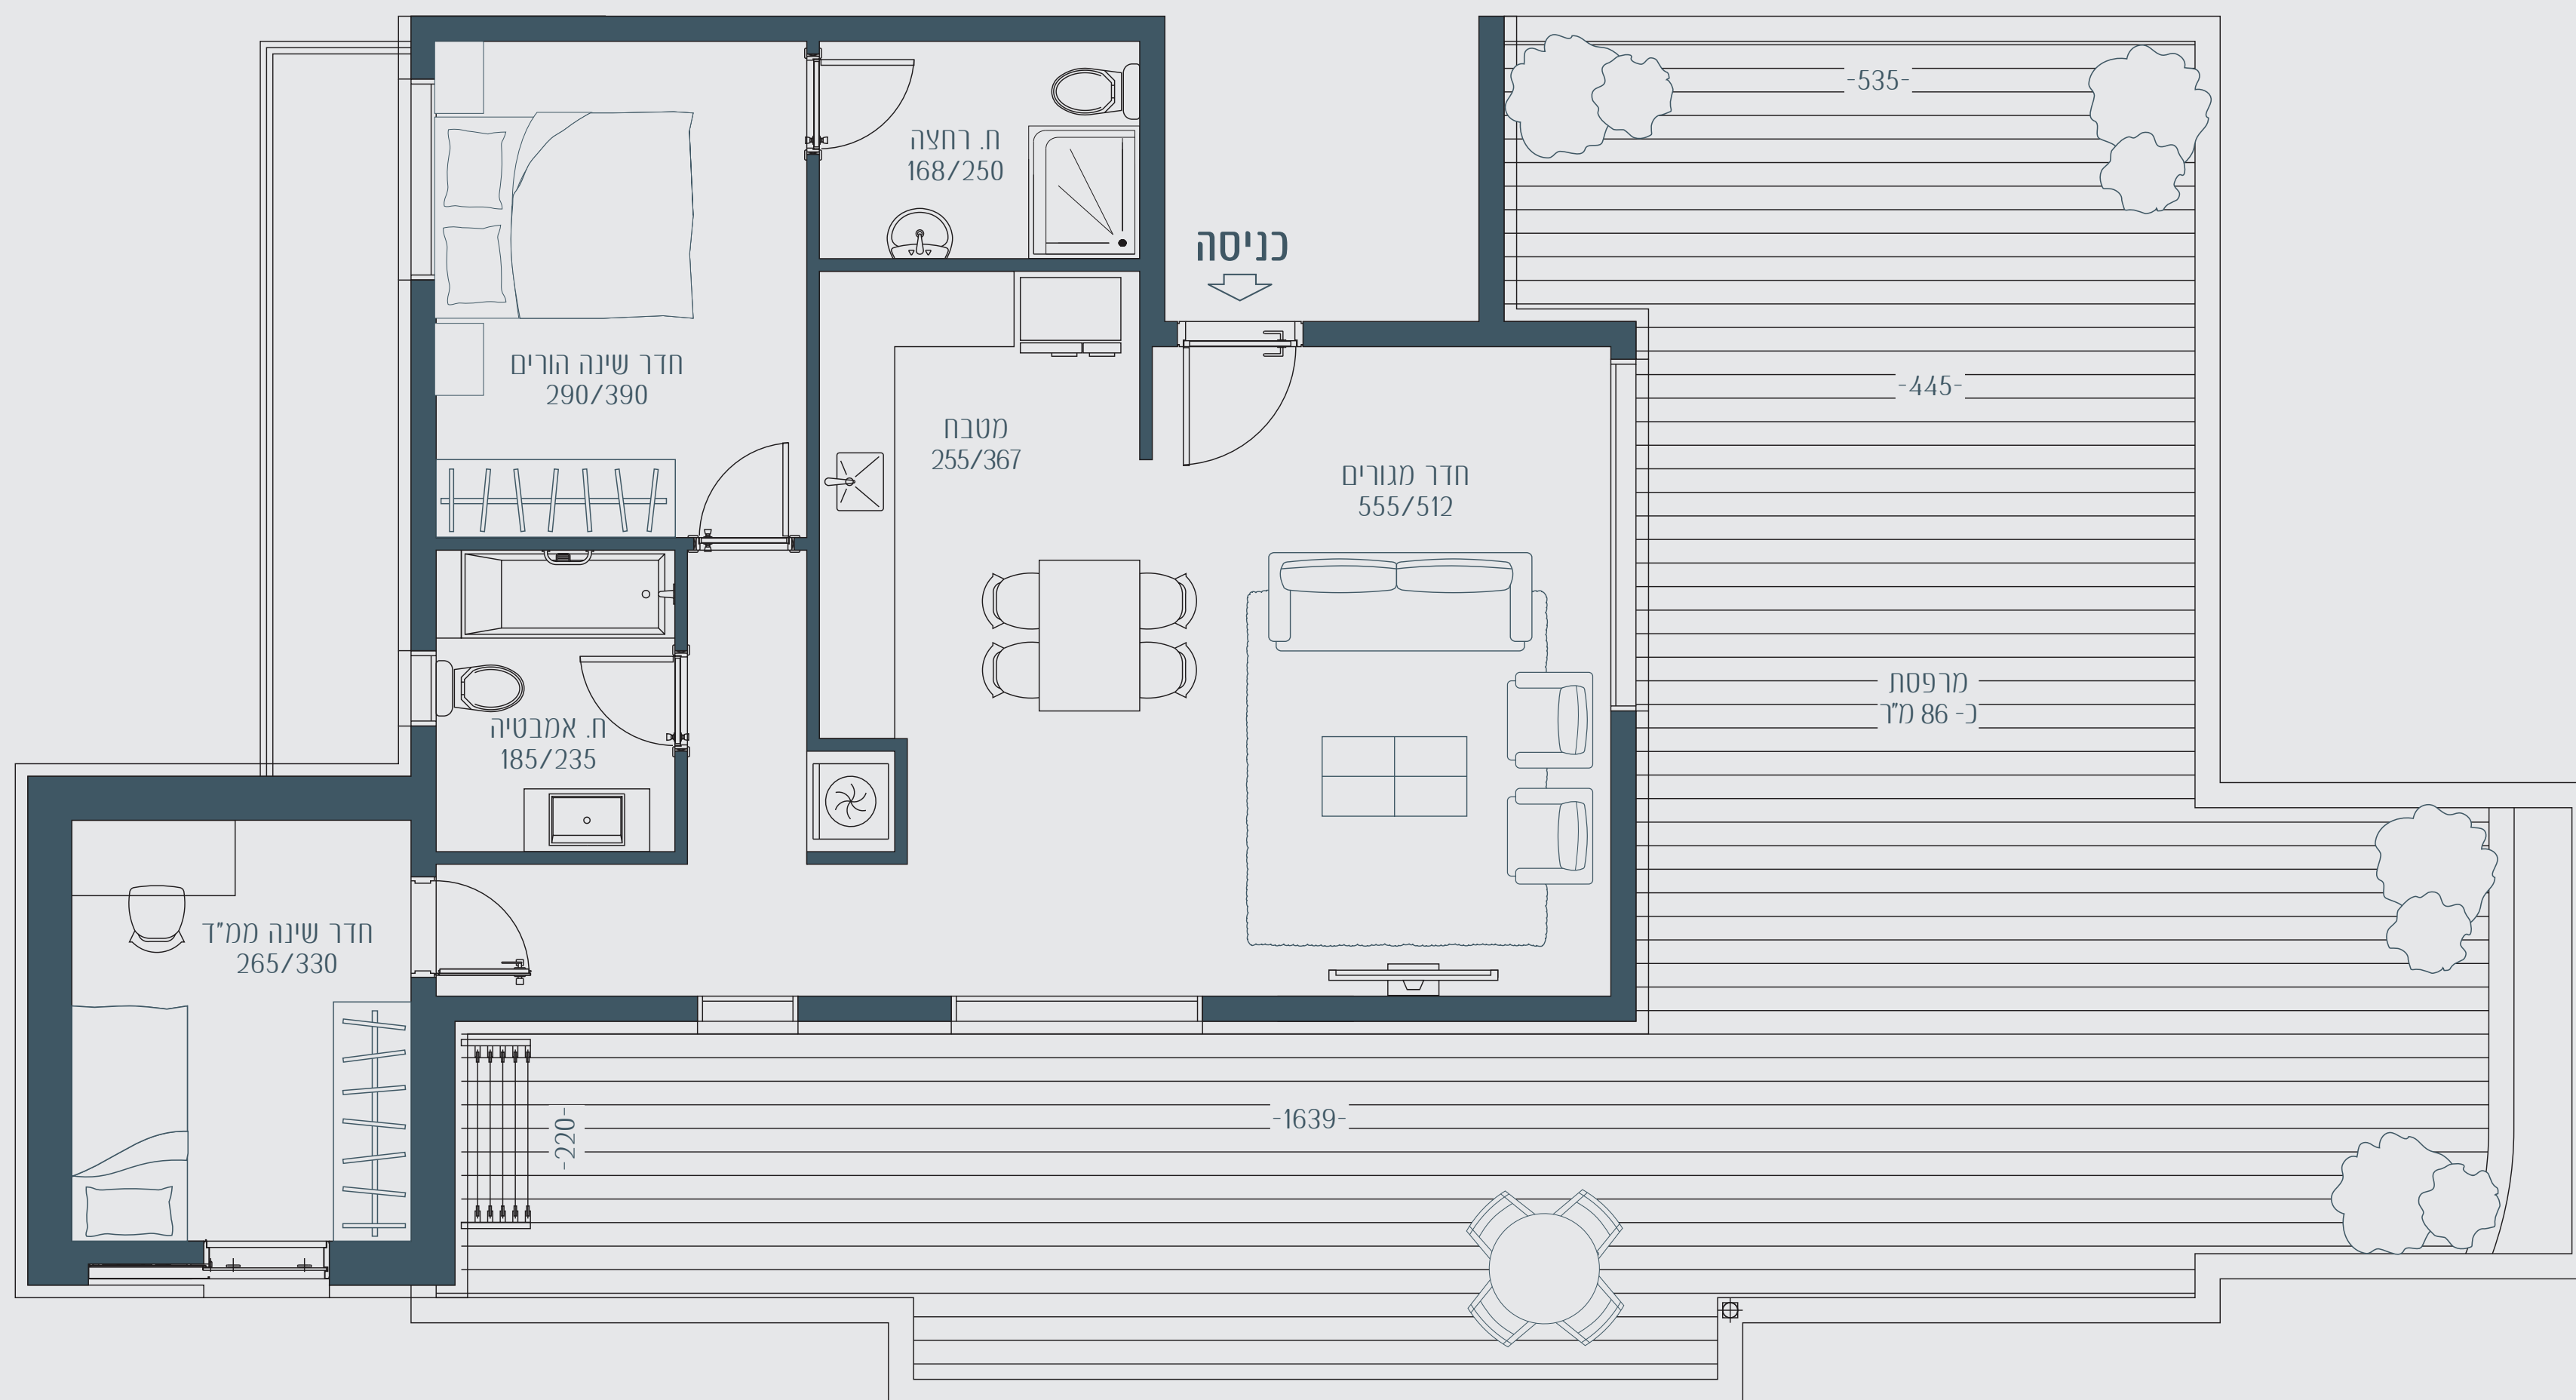 -535-
ח. רחצה
168/250
כניסה
חדר שינה הורים
290/390
-445-
מטבח
255/367
חדר מגורים
555/512
מרפסת
כ- 86 מ"ר
ח. אמבטיה
185/235
חדר שינה ממ"ד
265/330
-1639-
-220-